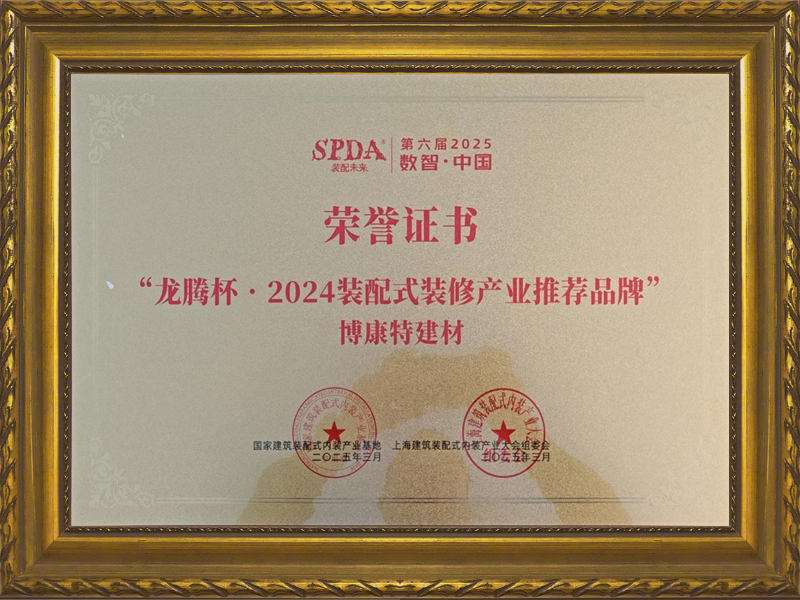 SPDA
装配未来
第六届2025
数智·中国
荣誉证书
“龙腾杯·2024装配式装修产业推荐品牌”
博康特建材
国家建筑装配式内装产业基地
二〇二五年三月
上海建筑装配式内装产业大会组委会
二〇二五年三月